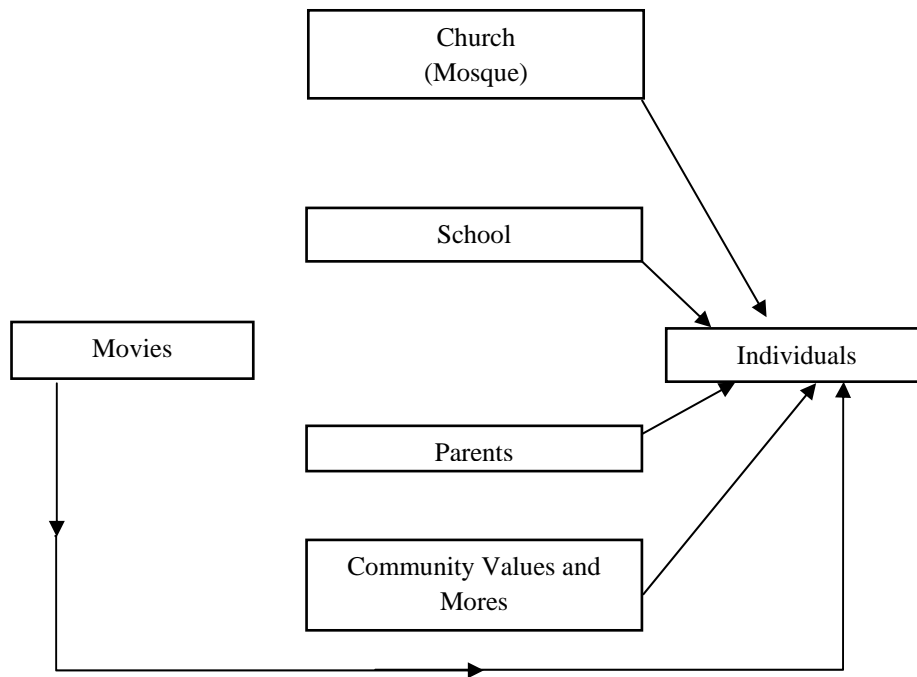 Church
(Mosque)
School
Movies
Individuals
Parents
Community Values and
Mores